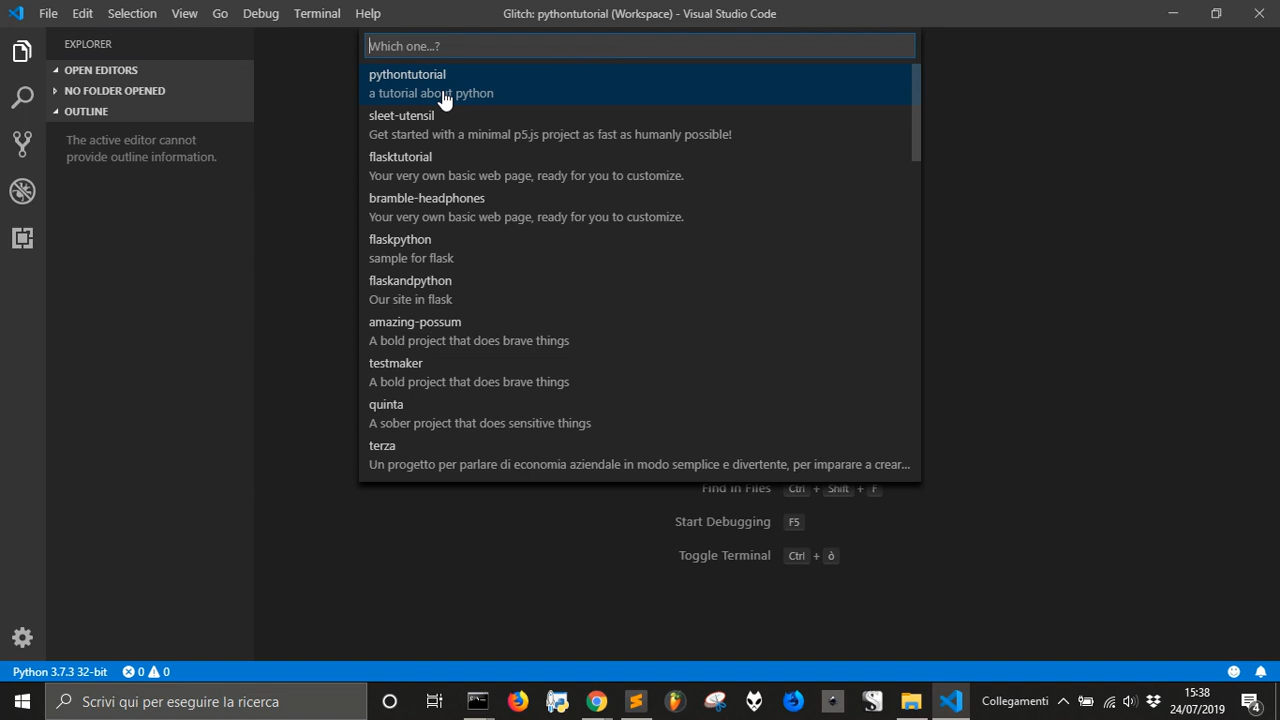 File Edit Selection View Go Debug Terminal Help
Glitch: pythontutorial (Workspace) - Visual Studio Code
EXPLORER
OPEN EDITORS
NO FOLDER OPENED
OUTLINE
The active editor cannot
provide outline information.
Which one...?
pythontutorial
a tutorial about python
sleet-utensil
Get started with a minimal p5.js project as fast as humanly possible!
flasktutorial
Your very own basic web page, ready for you to customize.
bramble-headphones
Your very own basic web page, ready for you to customize.
flaskpython
sample for flask
flaskandpython
Our site in flask
amazing-possum
A bold project that does brave things
testmaker
A bold project that does brave things
quinta
A sober project that does sensitive things
terza
Un progetto per parlare di economia aziendale in modo semplice e divertente, per imparare a crear...
Find in Files Ctrl + Shift + F
Start Debugging F5
Toggle Terminal Ctrl + ò
Python 3.7.3 32-bit 0 0
Scrivi qui per eseguire la ricerca
Collegamenti
15:38
24/07/2019
4